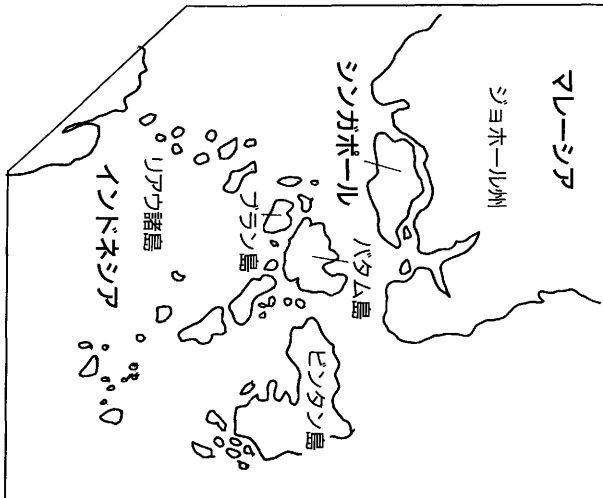 マレーシア
ジョホール州
シンガポール
バタム島
ブラン島
ビンタン島
リアウ諸島
インドネシア